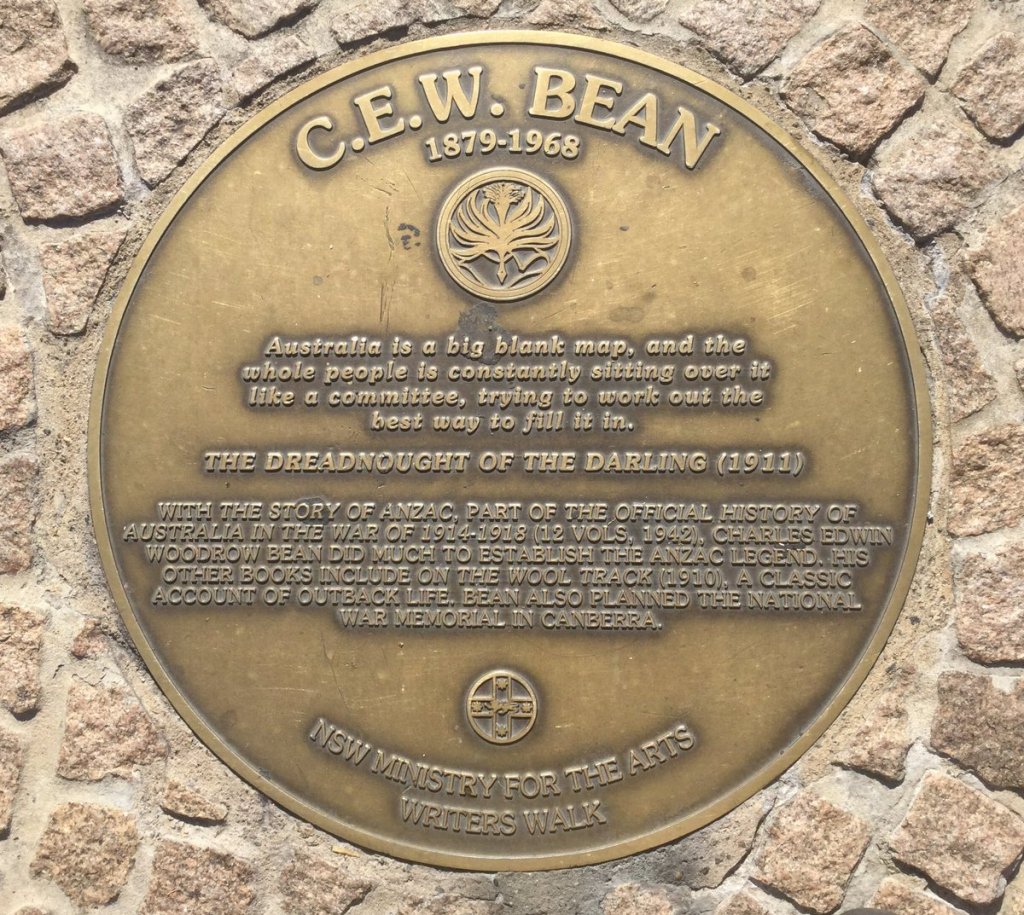 C.E.W. BEAN
1879-1968
Australia is a big blank map, and the
whole people is constantly sitting over it
like a committee, trying to work out the
best way to fill it in.
THE DREADNOUGHT OF THE DARLING (1911)
WITH THE STORY OF ANZAC, PART OF THE OFFICIAL HISTORY OF
AUSTRALIA IN THE WAR OF 1914-1918 (12 VOLS, 1942), CHARLES EDWIN
WOODROW BEAN DID MUCH TO ESTABLISH THE ANZAC LEGEND. HIS
OTHER BOOKS INCLUDE ON THE WOOL TRACK (1910), A CLASSIC
ACCOUNT OF OUTBACK LIFE. BEAN ALSO PLANNED THE NATIONAL
WAR MEMORIAL IN CANBERRA.
NSW MINISTRY FOR THE ARTS
WRITERS WALK